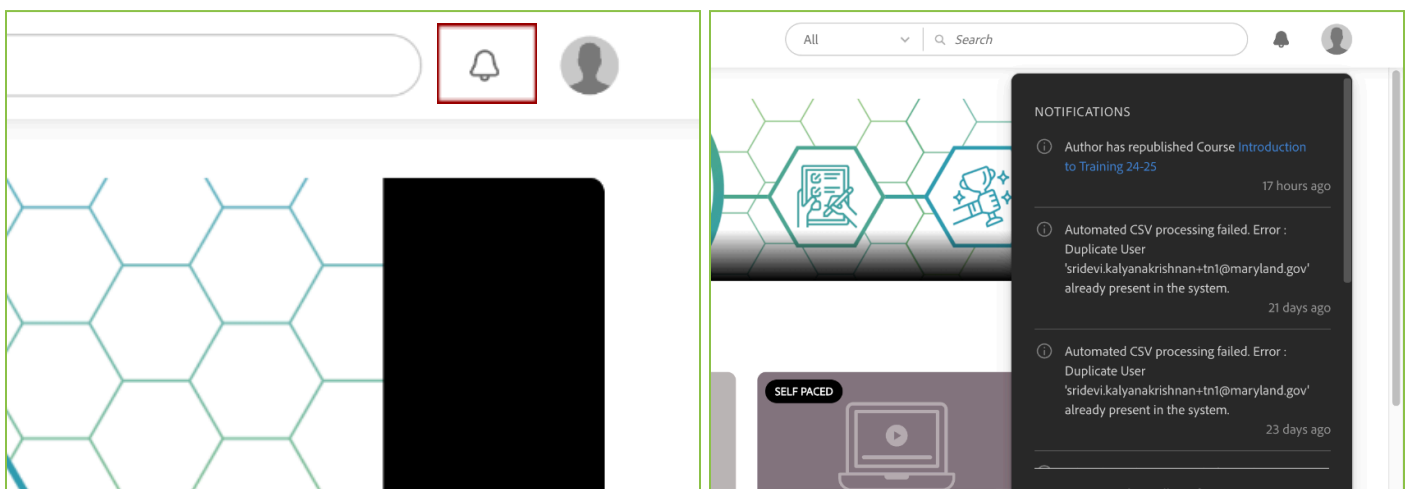 All
Search
NOTIFICATIONS
Author has republished Course Introduction
to Training 24-25
17 hours ago
Automated CSV processing failed. Error :
Duplicate User
'sridevi.kalyanakrishnan+tn1@maryland.gov'
already present in the system.
21 days ago
Automated CSV processing failed. Error :
Duplicate User
'sridevi.kalyanakrishnan+tn1@maryland.gov'
already present in the system.
23 days ago
SELF PACED